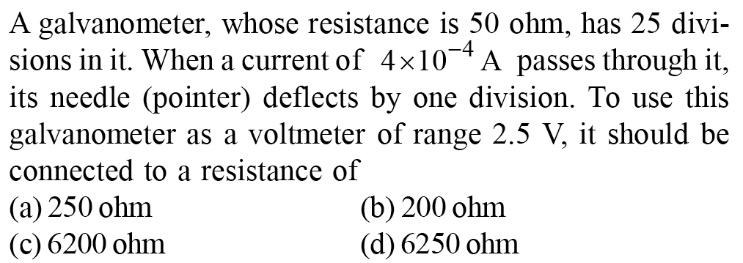 A galvanometer, whose resistance is 50 ohm, has 25 divi-
sions in it. When a current of 4×10⁻⁴ A passes through it,
its needle (pointer) deflects by one division. To use this
galvanometer as a voltmeter of range 2.5 V, it should be
connected to a resistance of
(a) 250 ohm (b) 200 ohm
(c) 6200 ohm (d) 6250 ohm